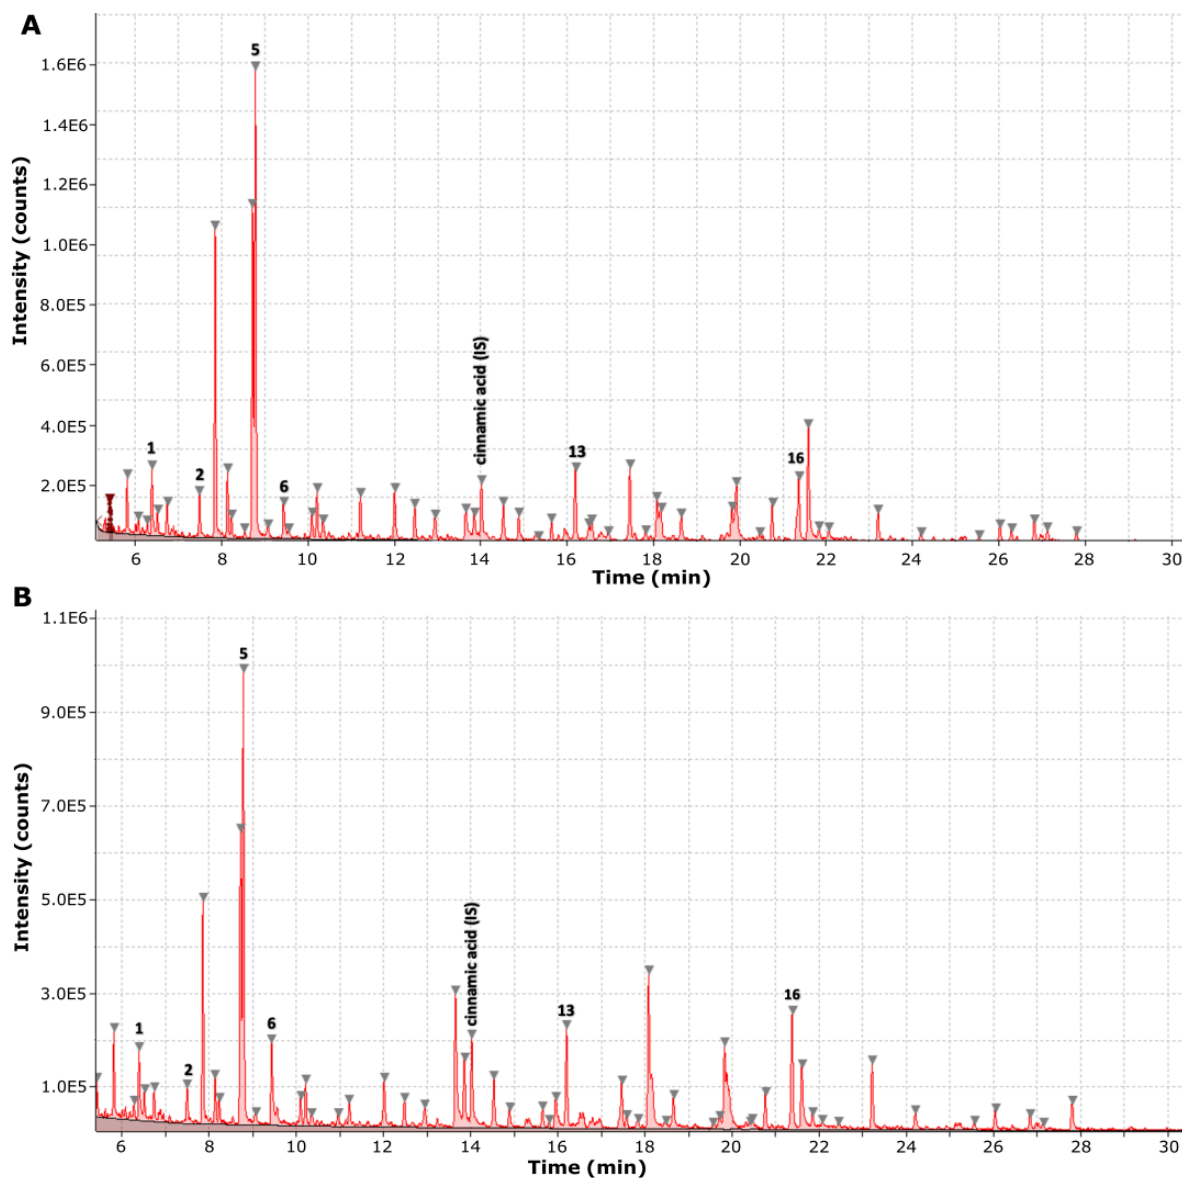 A
Intensity (counts)
1.6E6
1.4E6
1.2E6
1.0E6
8.0E5
6.0E5
4.0E5
2.0E5
5
1
2
6
cinnamic acid (IS)
13
16
6 8 10 12 14 16 18 20 22 24 26 28 30
Time (min)
B
Intensity (counts)
1.1E6
9.0E5
7.0E5
5.0E5
3.0E5
1.0E5
5
1
2
6
cinnamic acid (IS)
13
16
6 8 10 12 14 16 18 20 22 24 26 28 30
Time (min)